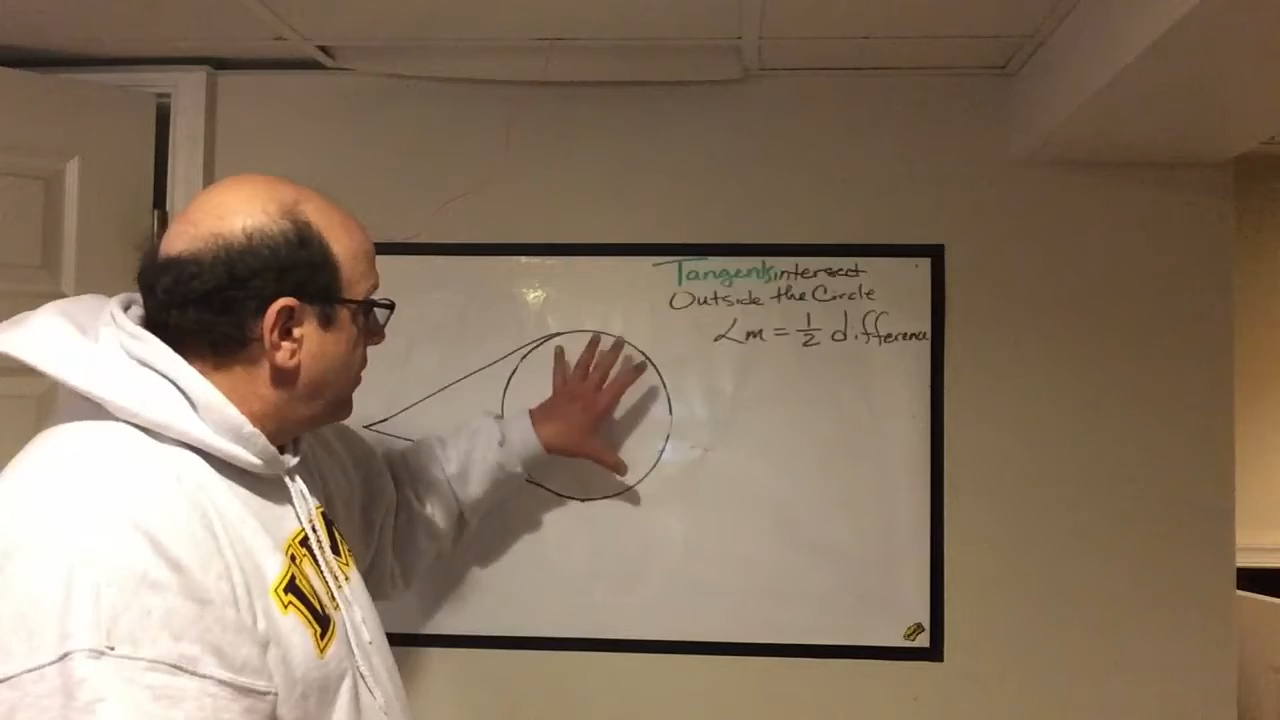 Tangents intersect
Outside the Circle
∠m = 1/2 difference